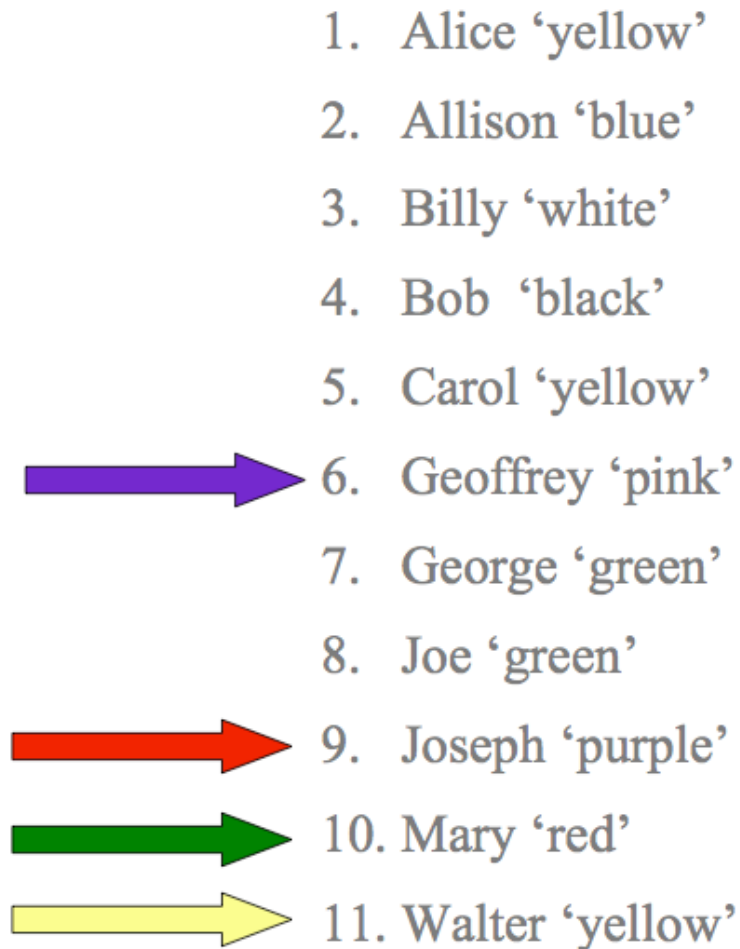 1. Alice ‘yellow’
2. Allison ‘blue’
3. Billy ‘white’
4. Bob ‘black’
5. Carol ‘yellow’
6. Geoffrey ‘pink’
7. George ‘green’
8. Joe ‘green’
9. Joseph ‘purple’
10. Mary ‘red’
11. Walter ‘yellow’